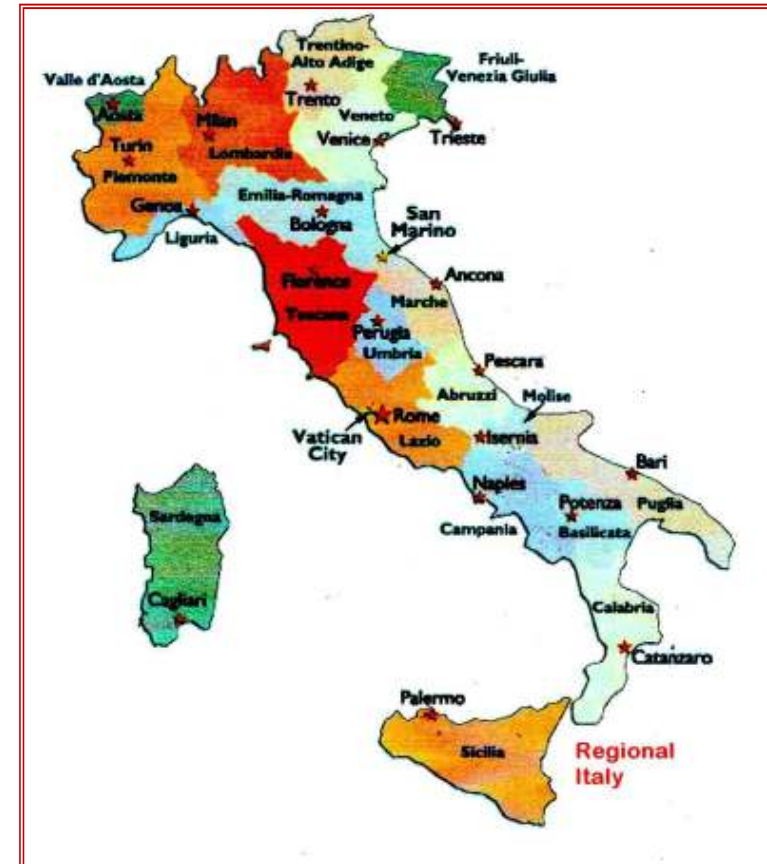 Trentino-
Alto Adige
Friuli-
Venezia Giulia
Valle d'Aosta
Aosta
Trento
Milan
Veneto
Turin
Venice
Trieste
Lombardia
Piemonte
Emilia-Romagna
Genoa
Bologna
San
Marino
Liguria
Florence
Ancona
Marche
Toscana
Perugia
Umbria
Pescara
Abruzzi
Molise
Rome
Vatican
City
Lazio
Isernia
Bari
Naples
Potenza
Puglia
Campania
Basilicata
Sardegna
Cagliari
Calabria
Catanzaro
Palermo
Sicilia
Regional
Italy